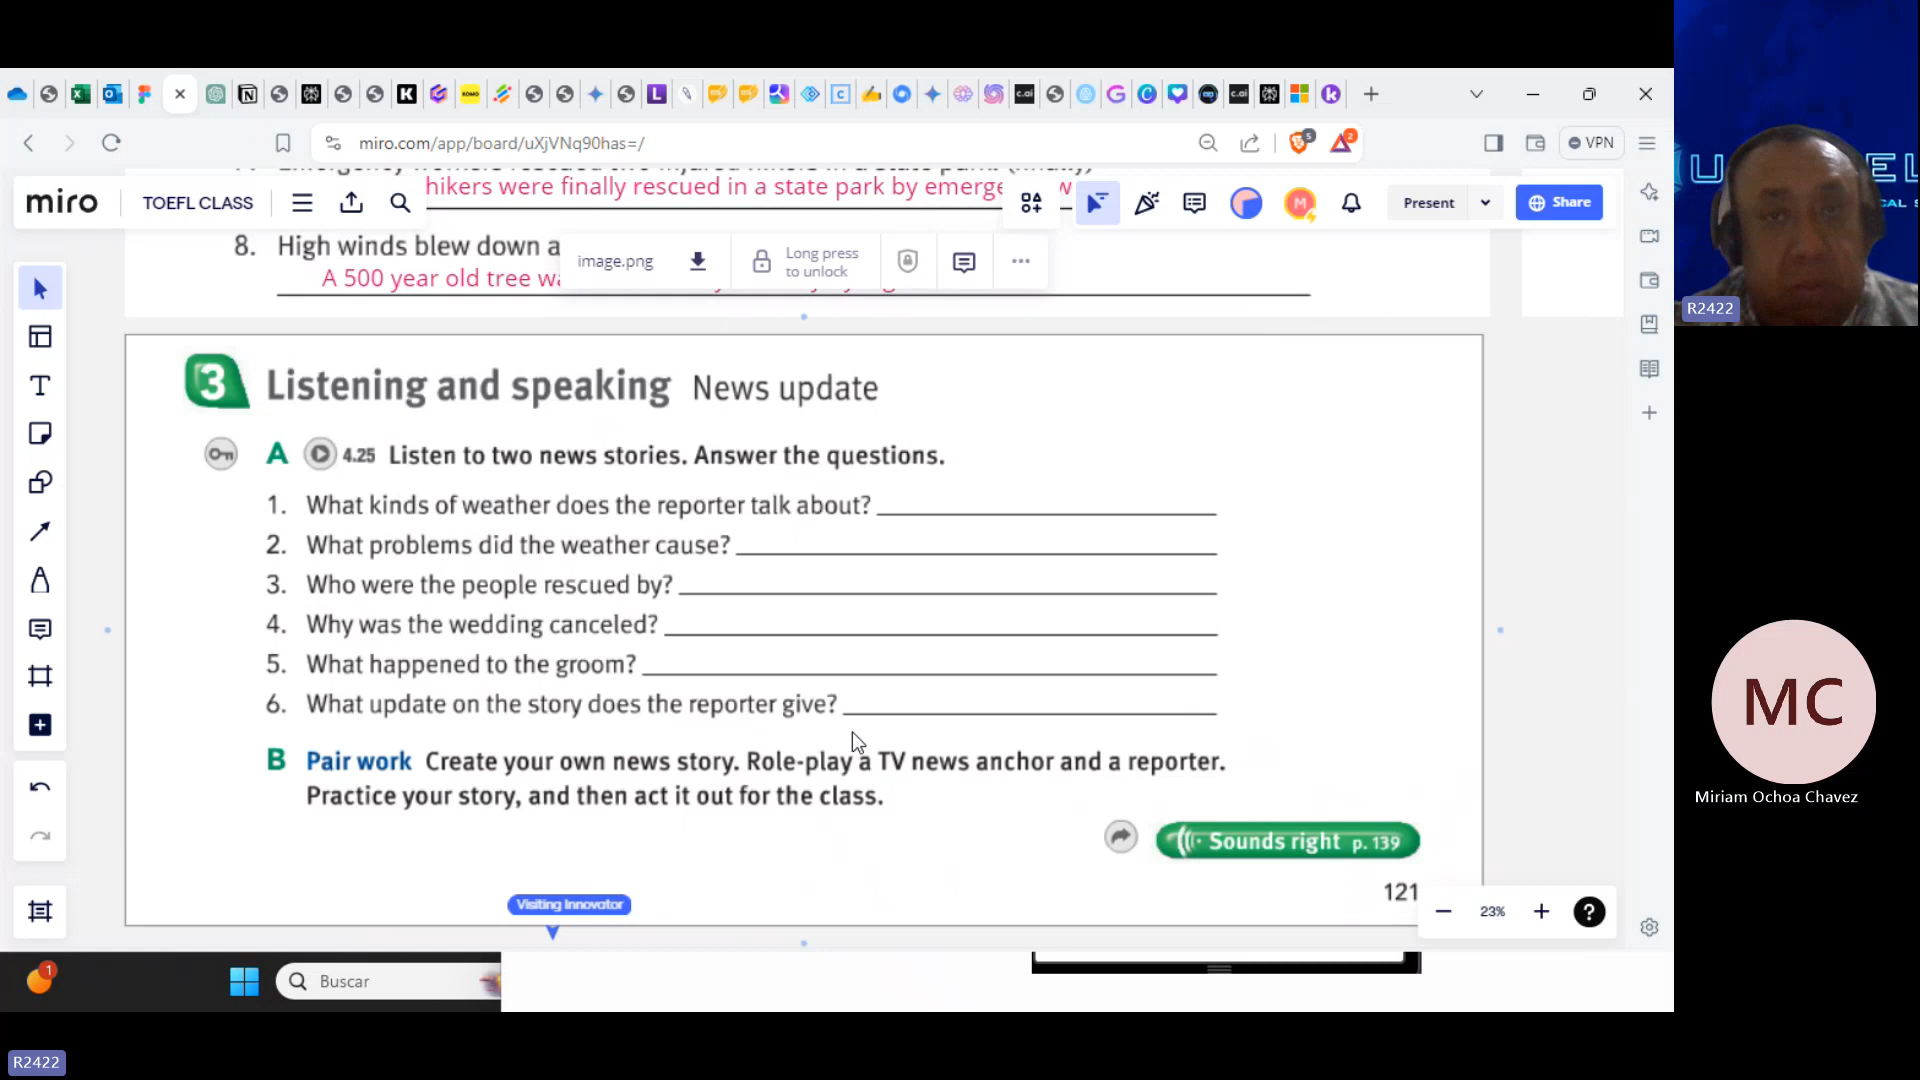 miro.com/app/board/uXjVNq90has=/
VPN
hikers were finally rescued in a state park by emerge
miro
TOEFL CLASS
Present
Share
8. High winds blew down a
A 500 year old tree
image.png
Long press
to unlock
3 Listening and speaking News update
A 4.25 Listen to two news stories. Answer the questions.
1. What kinds of weather does the reporter talk about?
2. What problems did the weather cause?
3. Who were the people rescued by?
4. Why was the wedding canceled?
5. What happened to the groom?
6. What update on the story does the reporter give?
B Pair work Create your own news story. Role-play a TV news anchor and a reporter.
Practice your story, and then act it out for the class.
Sounds right p. 139
121
Visiting Innovator
23%
Buscar
R2422
MC
Miriam Ochoa Chavez
R2422